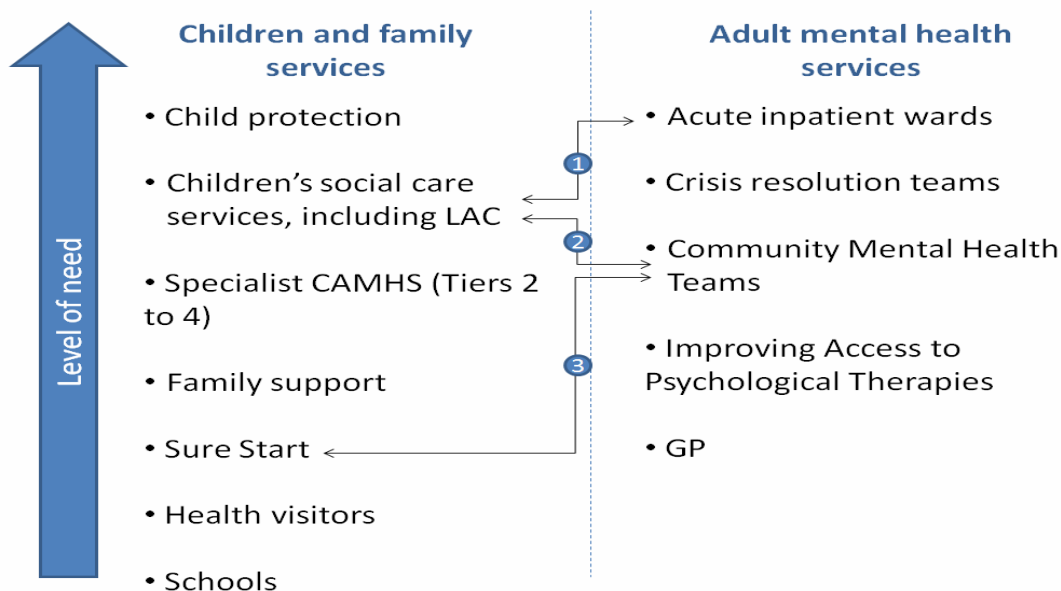 Children and family
services
• Child protection
• Children's social care
services, including LAC
• Specialist CAMHS (Tiers 2
to 4)
• Family support
• Sure Start
• Health visitors
• Schools
Adult mental health
services
• Acute inpatient wards
• Crisis resolution teams
• Community Mental Health
Teams
• Improving Access to
Psychological Therapies
• GP
Level of need
1
2
3